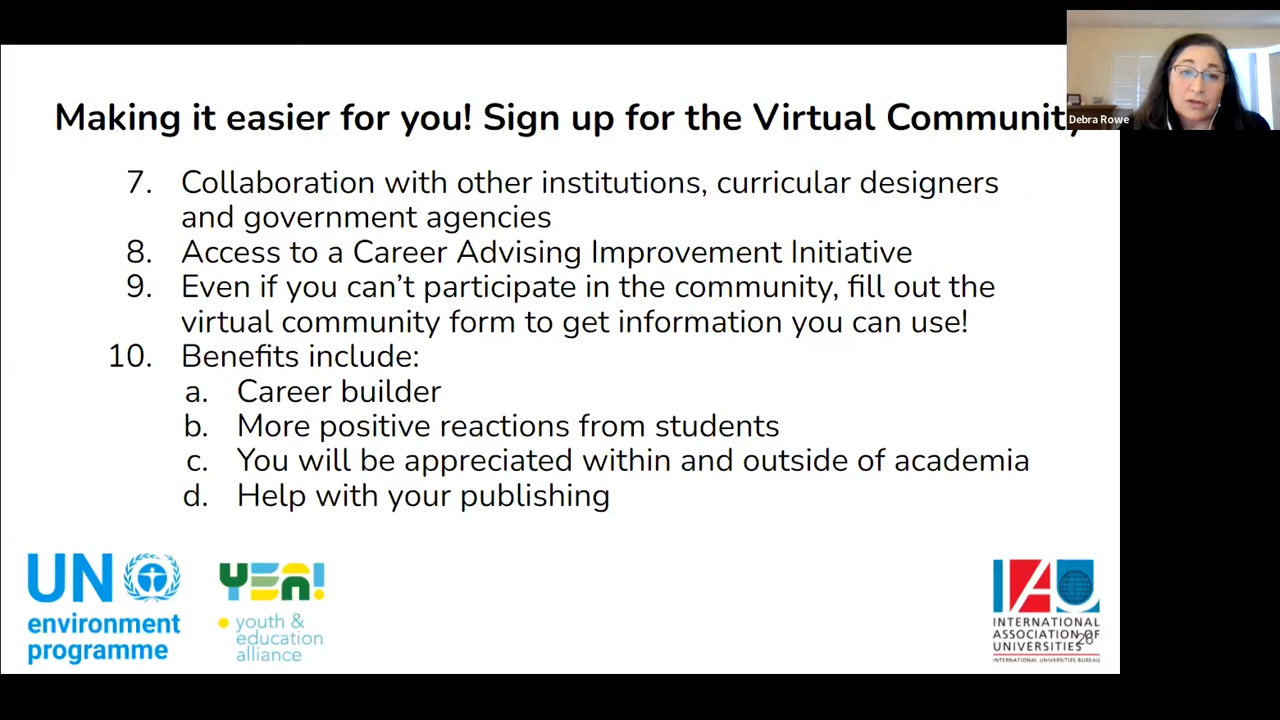 Making it easier for you! Sign up for the Virtual Community
Debra Rowe
7. Collaboration with other institutions, curricular designers
and government agencies
8. Access to a Career Advising Improvement Initiative
9. Even if you can’t participate in the community, fill out the
virtual community form to get information you can use!
10. Benefits include:
a. Career builder
b. More positive reactions from students
c. You will be appreciated within and outside of academia
d. Help with your publishing
UN
environment
programme
YEA!
youth &
education
alliance
IAU
INTERNATIONAL
ASSOCIATION OF
UNIVERSITIES
INTERNATIONAL UNIVERSITIES BUREAU
26